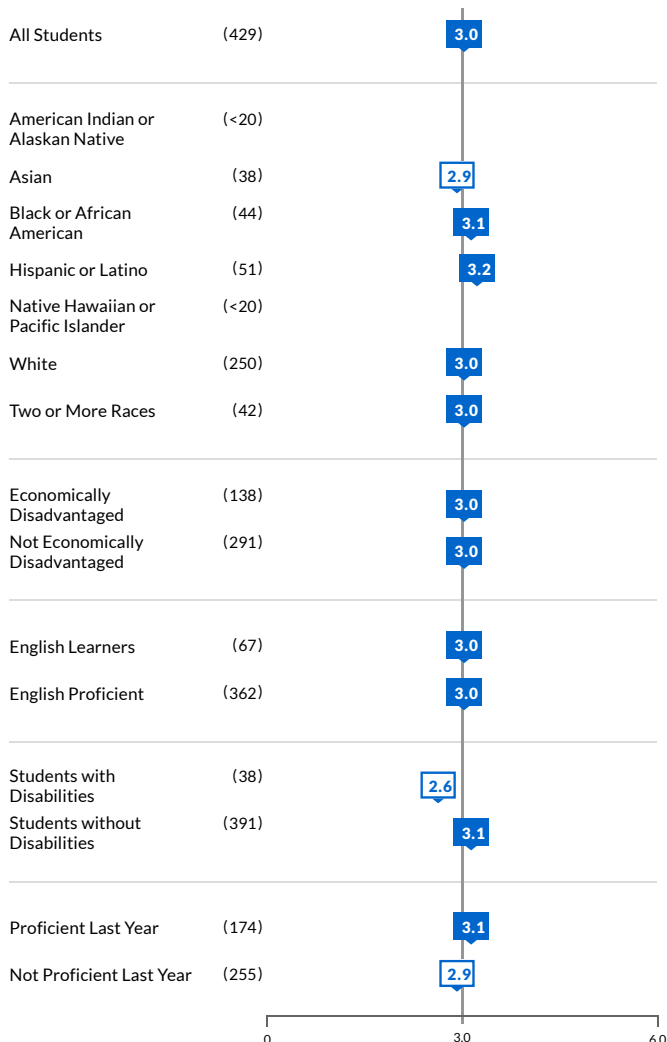 All Students (429) 3.0
American Indian or (<20)
Alaskan Native
Asian (38) 2.9
Black or African (44) 3.1
American
Hispanic or Latino (51) 3.2
Native Hawaiian or (<20)
Pacific Islander
White (250) 3.0
Two or More Races (42) 3.0
Economically (138) 3.0
Disadvantaged
Not Economically (291) 3.0
Disadvantaged
English Learners (67) 3.0
English Proficient (362) 3.0
Students with (38) 2.6
Disabilities
Students without (391) 3.1
Disabilities
Proficient Last Year (174) 3.1
Not Proficient Last Year (255) 2.9
0 3.0 6.0